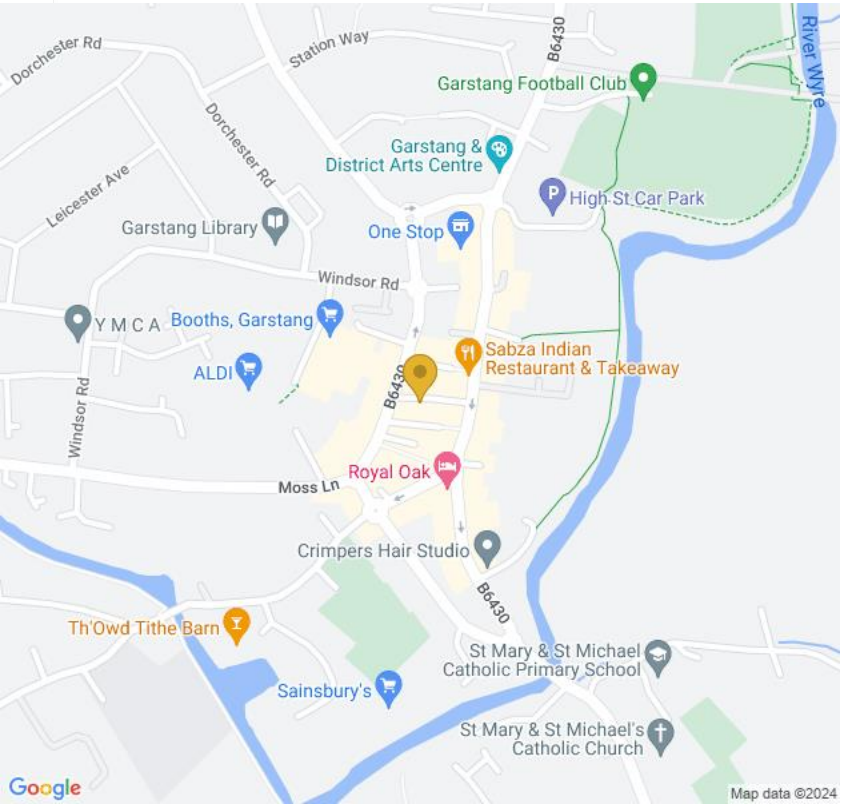 B6430
River Wyre
Station Way
Dorchester Rd
Garstang Football Club
Dorchester Rd
Garstang &
District Arts Centre
Leicester Ave
P
High St Car Park
Garstang Library
One Stop
Windsor Rd
Y M C A
Booths, Garstang
Sabza Indian
Restaurant & Takeaway
ALDI
B6430
Windsor Rd
Royal Oak
Moss Ln
Crimpers Hair Studio
B6430
Th'Owd Tithe Barn
St Mary & St Michael
Catholic Primary School
Sainsbury's
St Mary & St Michael's
Catholic Church
Google
Map data ©2024